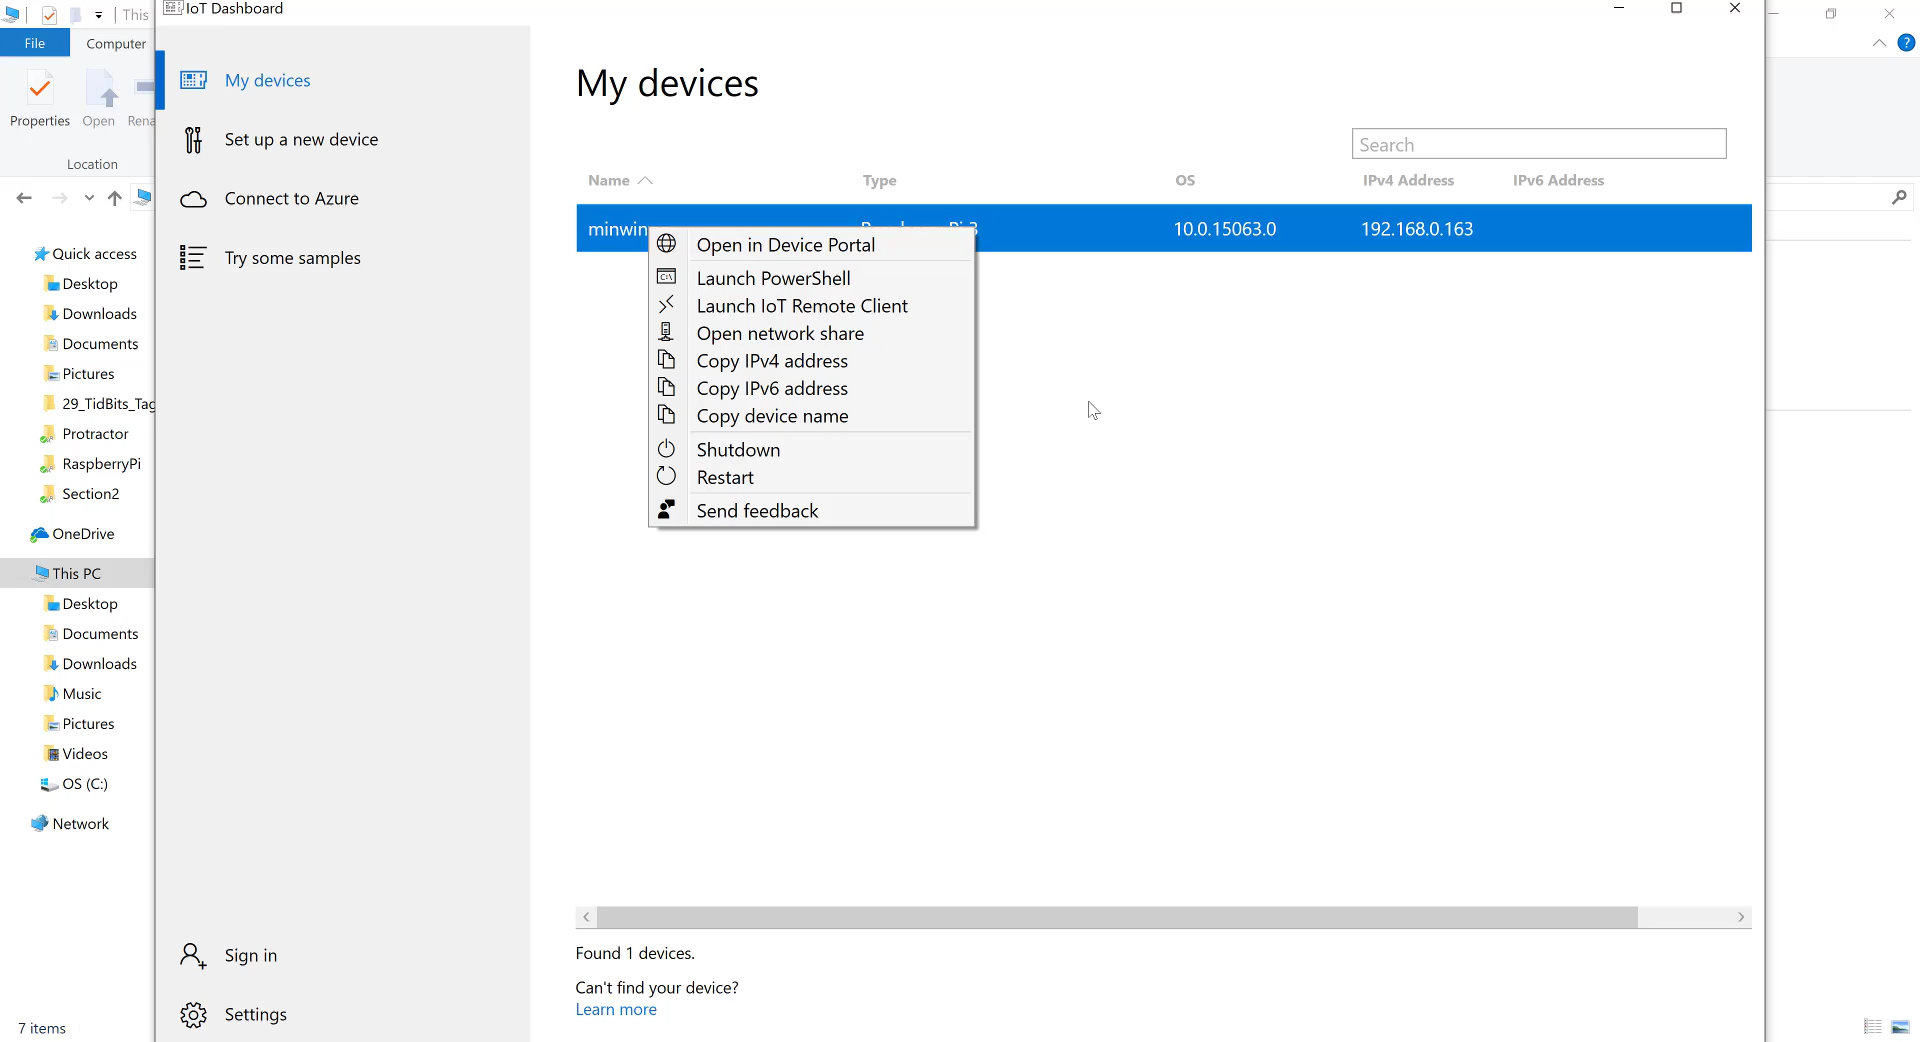 This
IoT Dashboard
File
Computer
Properties
Open
Rena
Location
Quick access
Desktop
Downloads
Documents
Pictures
29_TidBits_Tag
Protractor
RaspberryPi
Section2
OneDrive
This PC
Desktop
Documents
Downloads
Music
Pictures
Videos
OS (C:)
Network
7 items
My devices
Set up a new device
Connect to Azure
Try some samples
Sign in
Settings
My devices
Search
Name Type OS IPv4 Address IPv6 Address
minwin 10.0.15063.0 192.168.0.163
Open in Device Portal
Launch PowerShell
Launch IoT Remote Client
Open network share
Copy IPv4 address
Copy IPv6 address
Copy device name
Shutdown
Restart
Send feedback
Found 1 devices.
Can't find your device?
Learn more